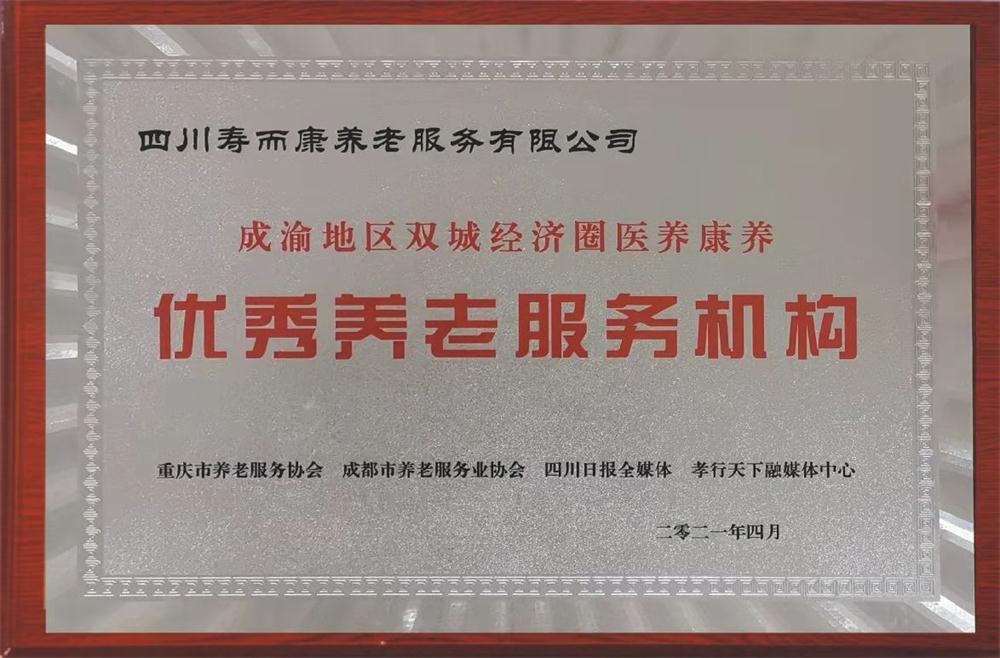 四川寿而康养老服务有限公司
成渝地区双城经济圈医养康养
优秀养老服务机构
重庆市养老服务协会 成都市养老服务业协会 四川日报全媒体 孝行天下融媒体中心
二零二一年四月